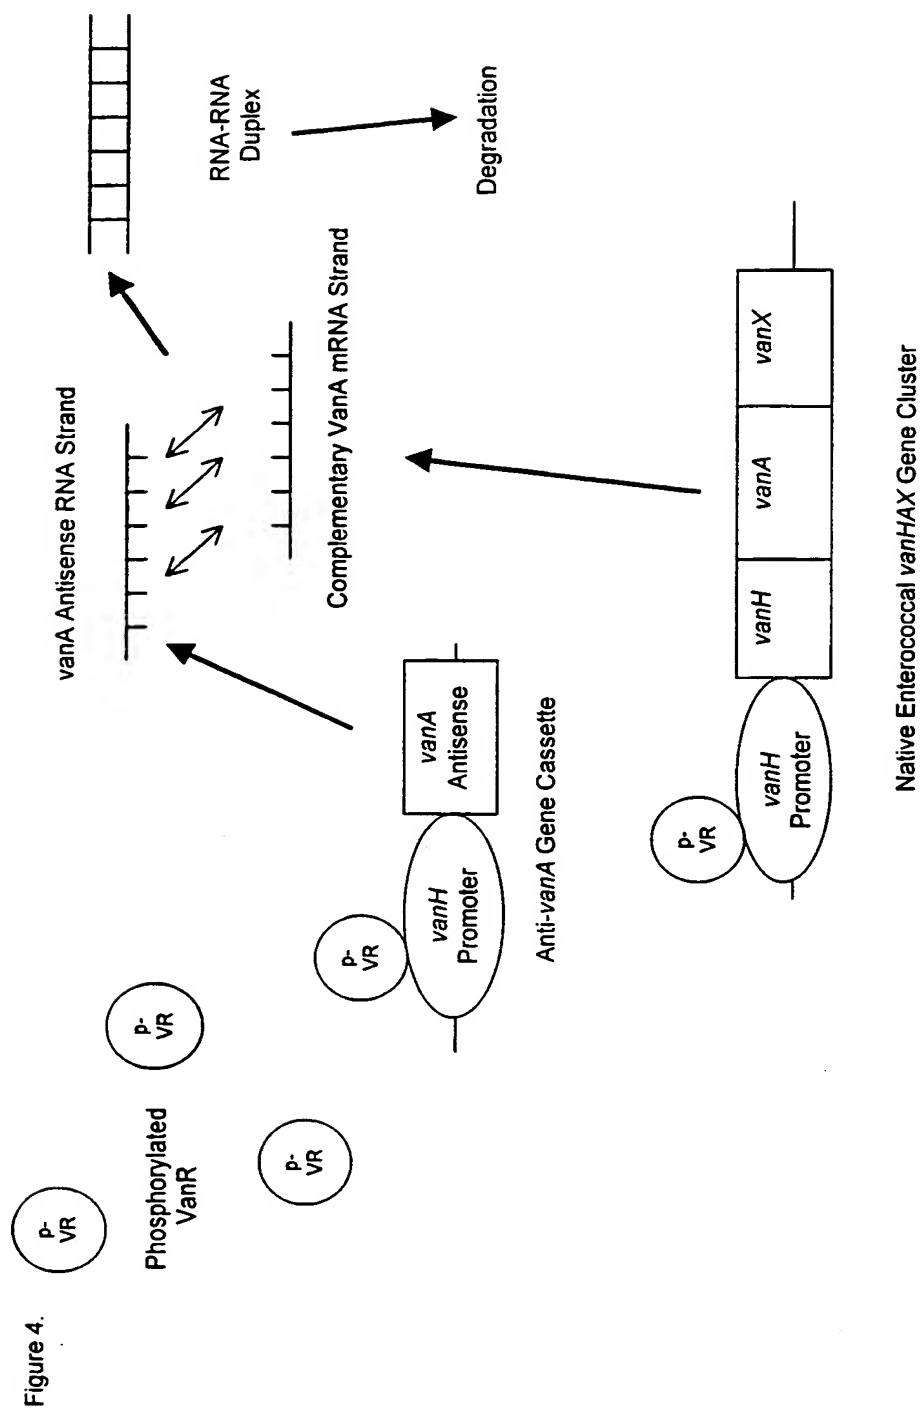 Figure 4.
p-
VR
Phosphorylated
VanR
p-
VR
p-
VR
vanA Antisense RNA Strand
Complementary VanA mRNA Strand
RNA-RNA
Duplex
Degradation
p-
VR
vanH
Promoter
vanA
Antisense
Anti-vanA Gene Cassette
p-
VR
vanH
Promoter
vanH
vanA
vanX
Native Enterococcal vanHAX Gene Cluster